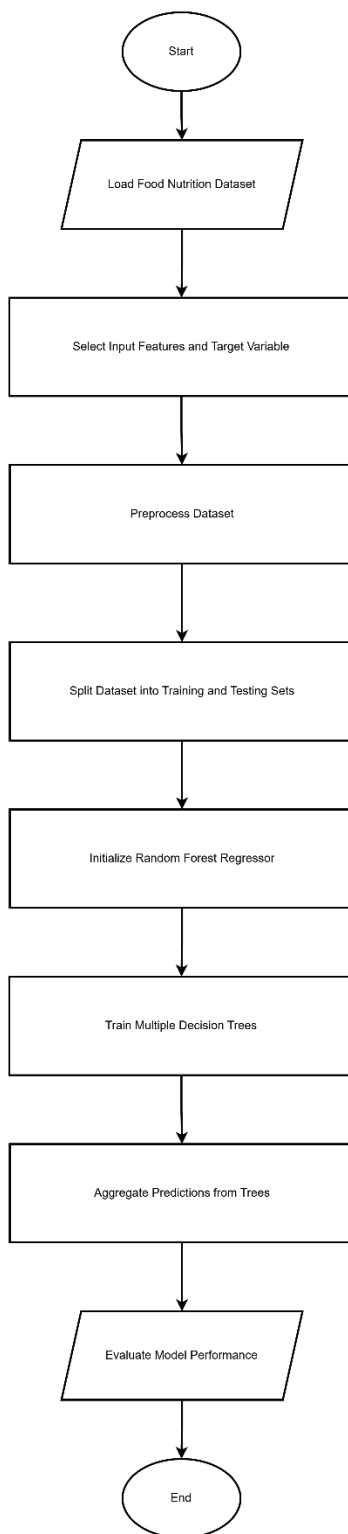 Start
Load Food Nutrition Dataset
Select Input Features and Target Variable
Preprocess Dataset
Split Dataset into Training and Testing Sets
Initialize Random Forest Regressor
Train Multiple Decision Trees
Aggregate Predictions from Trees
Evaluate Model Performance
End